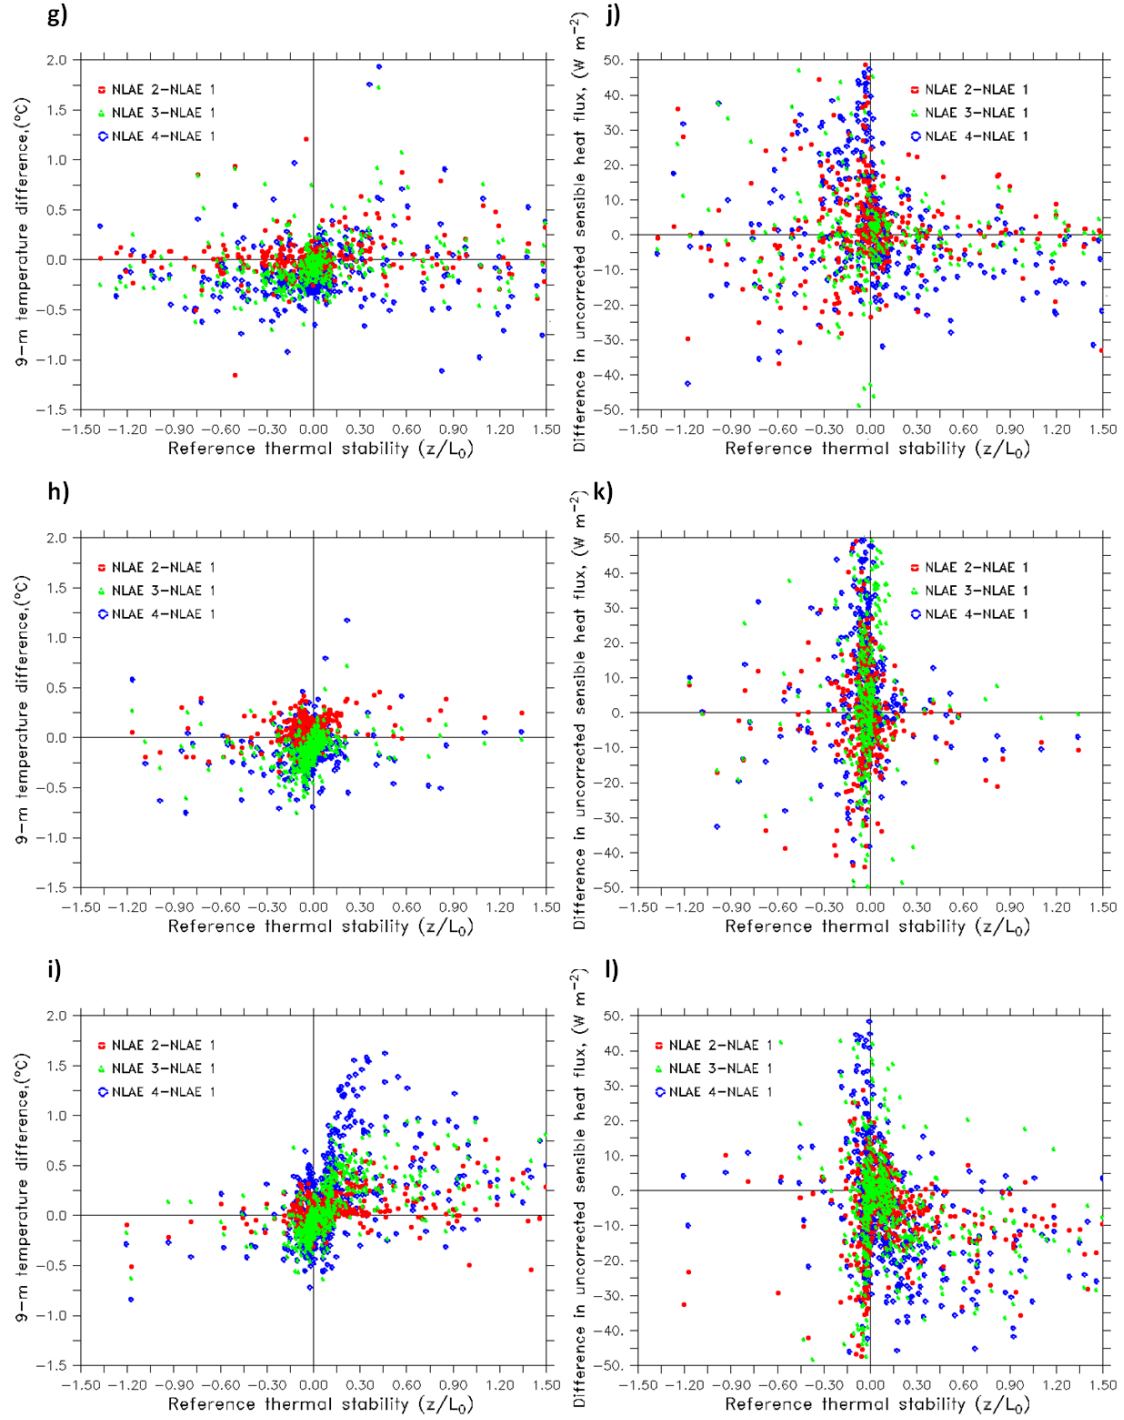 g)
9-m temperature difference,(°C)
2.0
1.5
1.0
0.5
0.0
-0.5
-1.0
-1.5
NLAE 2-NLAE 1
NLAE 3-NLAE 1
NLAE 4-NLAE 1
-1.50 -1.20 -0.90 -0.60 -0.30 0.00 0.30 0.60 0.90 1.20 1.50
Reference thermal stability (z/L₀)
j)
Difference in uncorrected sensible heat flux, (W m⁻²)
50.
40.
30.
20.
10.
0.
-10.
-20.
-30.
-40.
-50.
NLAE 2-NLAE 1
NLAE 3-NLAE 1
NLAE 4-NLAE 1
-1.50 -1.20 -0.90 -0.60 -0.30 0.00 0.30 0.60 0.90 1.20 1.50
Reference thermal stability (z/L₀)
h)
9-m temperature difference,(°C)
2.0
1.5
1.0
0.5
0.0
-0.5
-1.0
-1.5
NLAE 2-NLAE 1
NLAE 3-NLAE 1
NLAE 4-NLAE 1
-1.50 -1.20 -0.90 -0.60 -0.30 0.00 0.30 0.60 0.90 1.20 1.50
Reference thermal stability (z/L₀)
k)
Difference in uncorrected sensible heat flux, (W m⁻²)
50.
40.
30.
20.
10.
0.
-10.
-20.
-30.
-40.
-50.
NLAE 2-NLAE 1
NLAE 3-NLAE 1
NLAE 4-NLAE 1
-1.50 -1.20 -0.90 -0.60 -0.30 0.00 0.30 0.60 0.90 1.20 1.50
Reference thermal stability (z/L₀)
i)
9-m temperature difference,(°C)
2.0
1.5
1.0
0.5
0.0
-0.5
-1.0
-1.5
NLAE 2-NLAE 1
NLAE 3-NLAE 1
NLAE 4-NLAE 1
-1.50 -1.20 -0.90 -0.60 -0.30 0.00 0.30 0.60 0.90 1.20 1.50
Reference thermal stability (z/L₀)
l)
Difference in uncorrected sensible heat flux, (W m⁻²)
50.
40.
30.
20.
10.
0.
-10.
-20.
-30.
-40.
-50.
NLAE 2-NLAE 1
NLAE 3-NLAE 1
NLAE 4-NLAE 1
-1.50 -1.20 -0.90 -0.60 -0.30 0.00 0.30 0.60 0.90 1.20 1.50
Reference thermal stability (z/L₀)